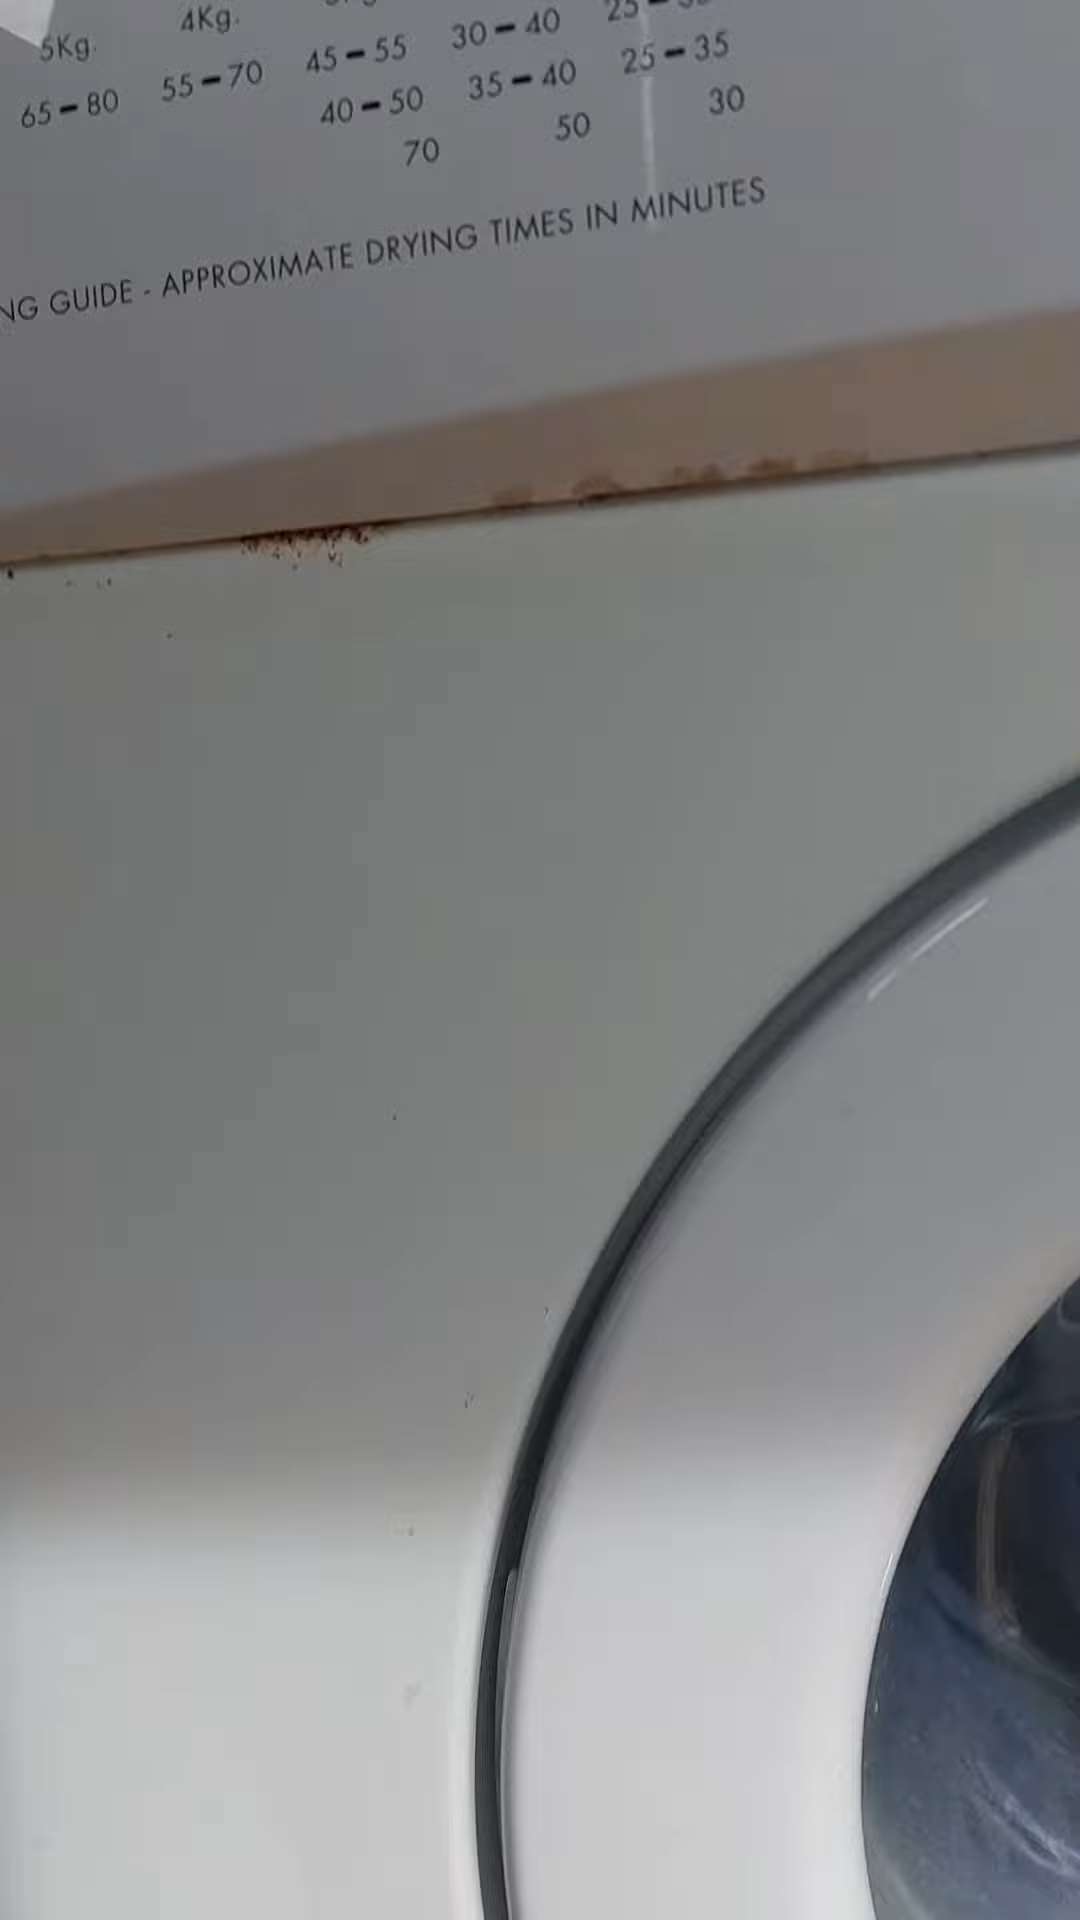 5Kg. 4Kg.
65-80 55-70 45-55 30-40
40-50 35-40 25-35
70 50 30
NG GUIDE - APPROXIMATE DRYING TIMES IN MINUTES